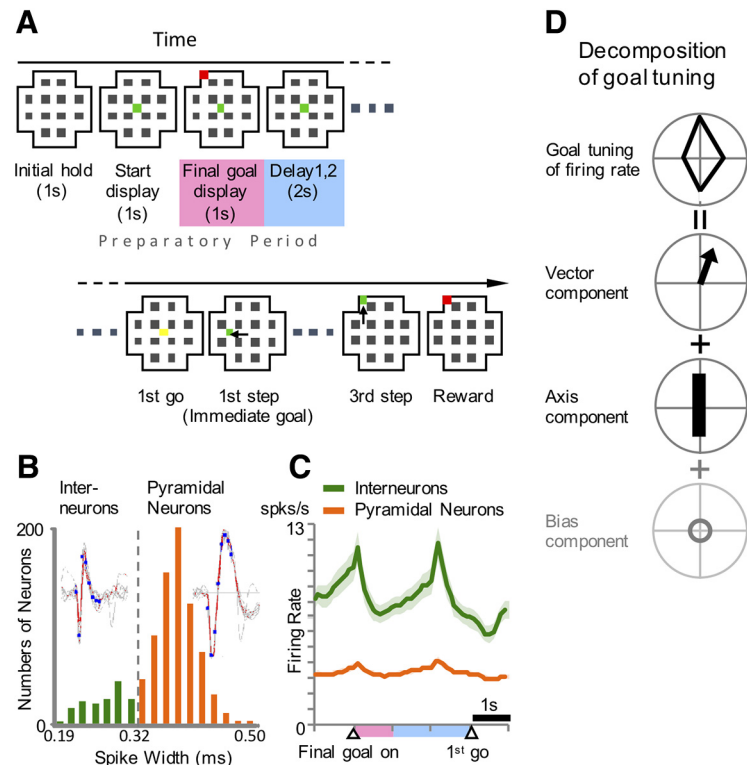 A
Time
Initial hold
(1s)
Start
display
(1s)
Final goal
display
(1s)
Delay1,2
(2s)
Preparatory Period
1st go
1st step
(Immediate goal)
3rd step
Reward
B
Inter-
neurons
Pyramidal
Neurons
200
Numbers of Neurons
0
0.19
0.32
0.50
Spike Width (ms)
C
Interneurons
spks/s
Pyramidal Neurons
13
Firing Rate
0
1s
Final goal on
1st go
D
Decomposition
of goal tuning
Goal tuning
of firing rate
=
Vector
component
+
Axis
component
+
Bias
component